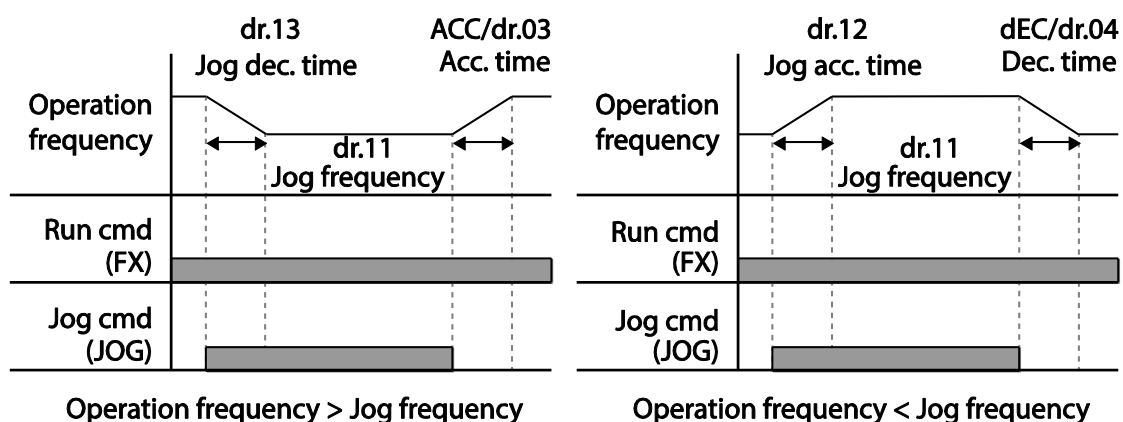 dr.13
Jog dec. time
ACC/dr.03
Acc. time
Operation
frequency
dr.11
Jog frequency
Run cmd
(FX)
Jog cmd
(JOG)
Operation frequency > Jog frequency
dr.12
Jog acc. time
dEC/dr.04
Dec. time
Operation
frequency
dr.11
Jog frequency
Run cmd
(FX)
Jog cmd
(JOG)
Operation frequency < Jog frequency